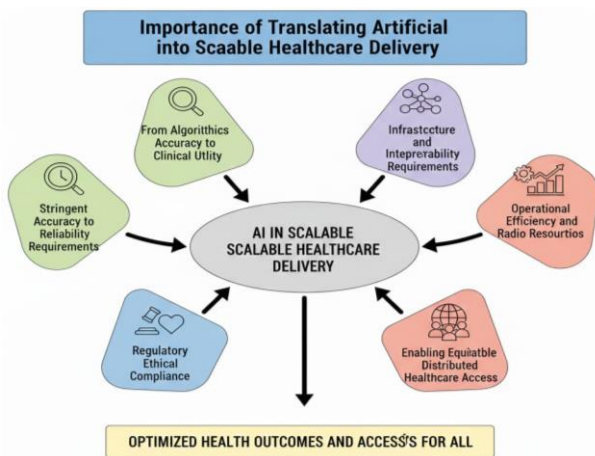 Importance of Translating Artificial
into Scaable Healthcare Delivery
From Algorithhics
Accuracy to
Clinical Utlity
Infrastccture
and
Inteprerability
Requirements
Stringent
Accuracy to
Reliability
Requirements
Operational
Efficiency and
Radio Resourtios
AI IN SCALABLE
SCALABLE HEALTHCARE
DELIVERY
Regulatory
Ethical
Compliance
Enabling Equitable
Distributed
Healthcare Access
OPTIMIZED HEALTH OUTCOMES AND ACCESS'S FOR ALL